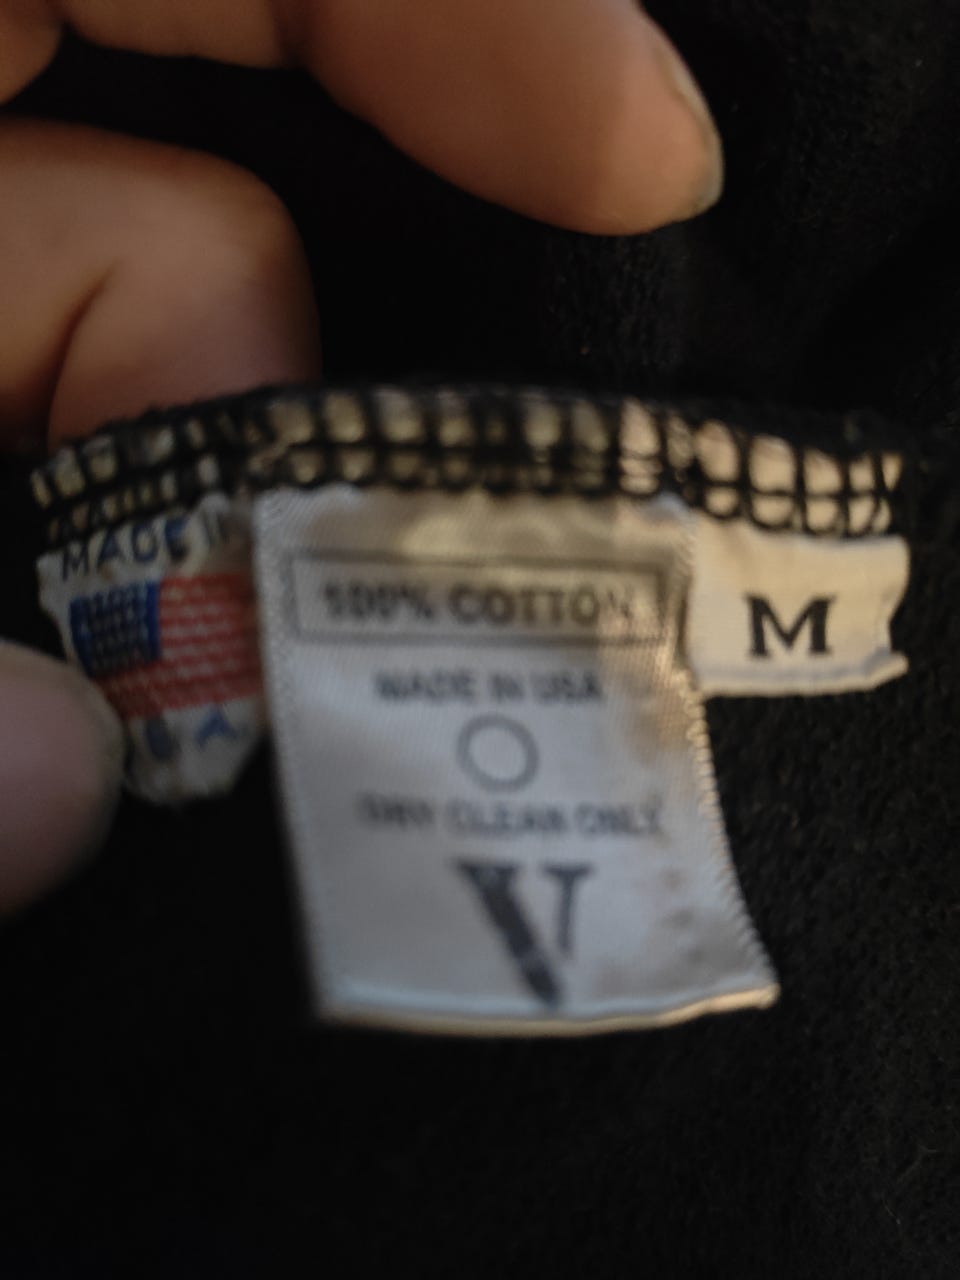 MADE IN
A.
100% COTTON
MADE IN USA
DRY CLEAN ONLY
V
M